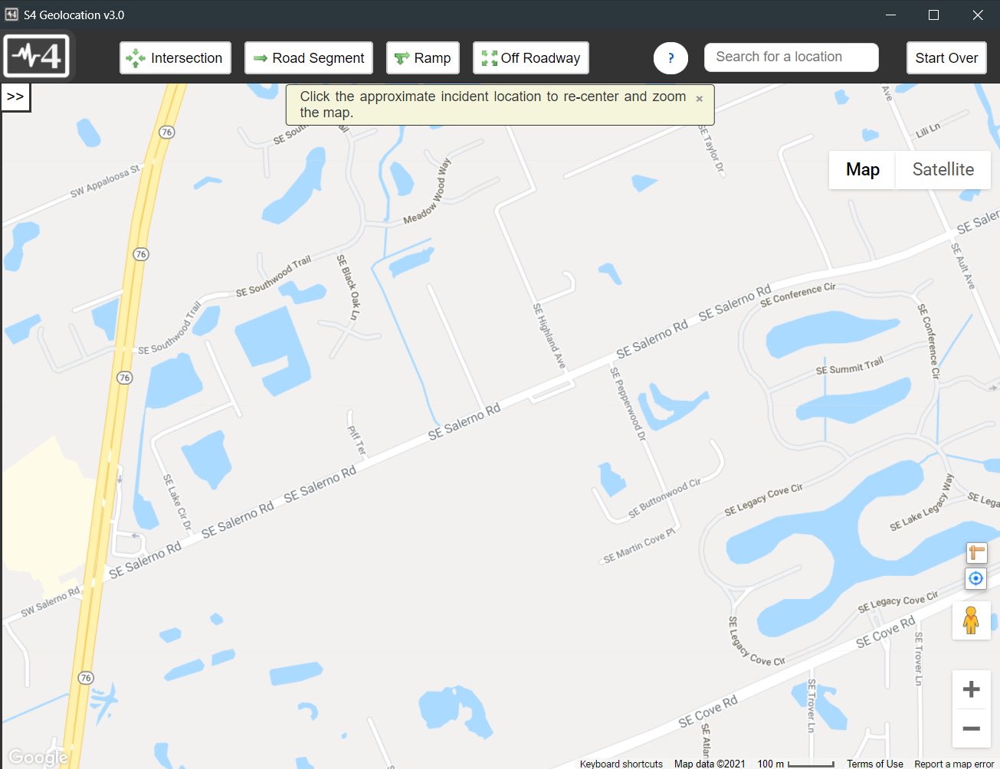 S4 Geolocation v3.0
4
Intersection
Road Segment
Ramp
Off Roadway
?
Search for a location
Start Over
>>
Click the approximate incident location to re-center and zoom
the map.
×
Map
Satellite
76
SE Taylor Dr
Ave
Lili Ln
SW Appaloosa St
Meadow Wood Way
76
SE Southwood Trail
SE Black Oak Ln
SE Salerno Rd
SE Conference Cir
SE Ault Ave
SE Southwood Trail
SE Highland Ave
SE Salerno Rd
SE Conference Cir
SE Summit Trail
76
SE Pepperwood Dr
SE Salerno Rd
Piff Ter
SE Salerno Rd
SE Lake Cir Dr
SE Salerno Rd
SE Buttonwood Cir
SE Legacy Cove Cir
SE Lake Legacy Way
SE Lega
SE Martin Cove Pl
SE Salerno Rd
SW Salerno Rd
SE Legacy Cove Cir
SE Cove Rd
SE Legacy Cove Cir
SE Trover Ln
76
SE Trover Ln
SE Cove Rd
SE Atlan
Google
Keyboard shortcuts
Map data ©2021
100 m
Terms of Use
Report a map error